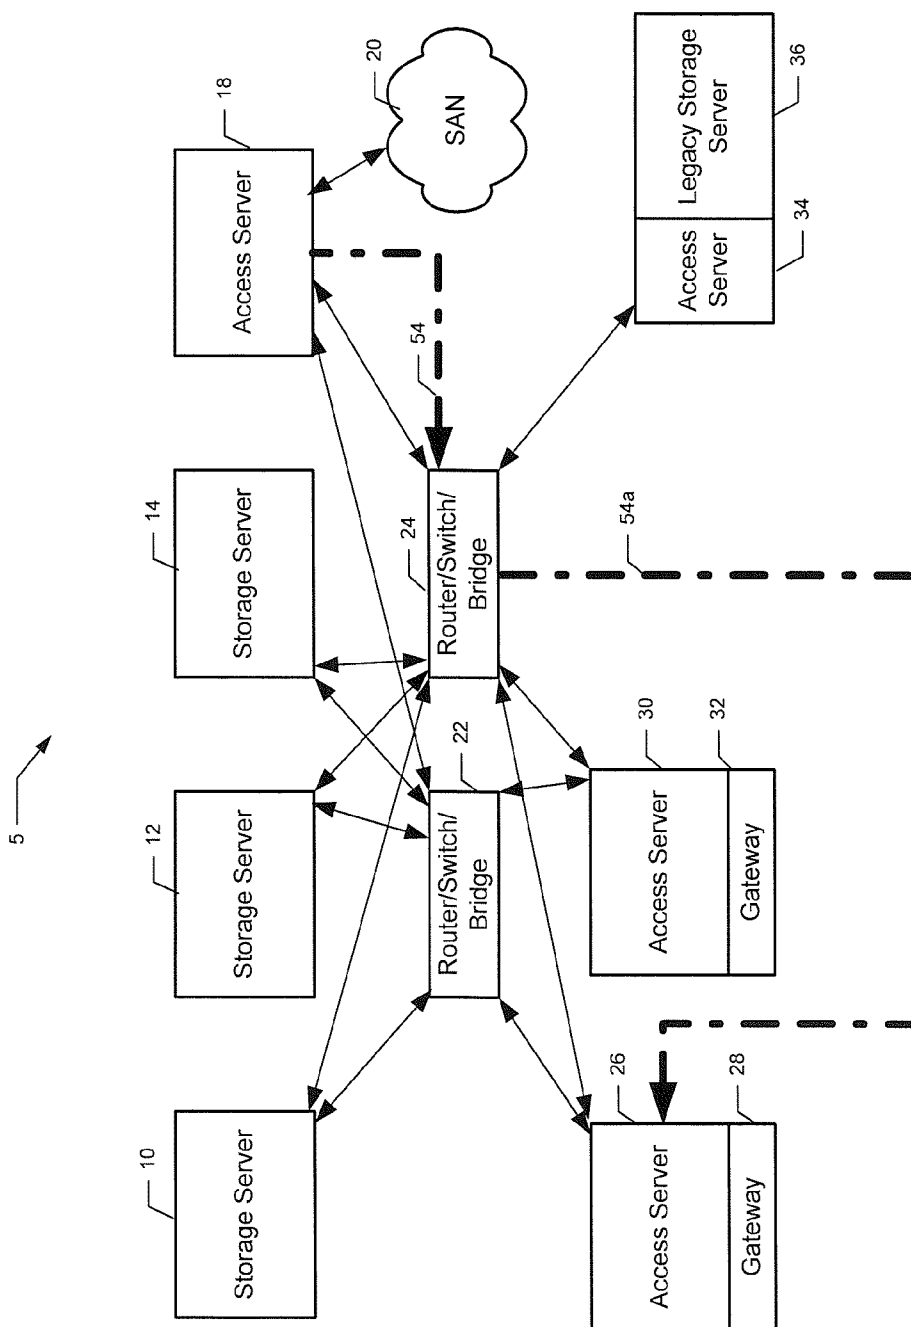 5
10
Storage Server
12
Storage Server
14
Storage Server
18
Access Server
20
SAN
22
Router/Switch/
Bridge
24
Router/Switch/
Bridge
54
54a
26
Access Server
28
Gateway
30
Access Server
32
Gateway
34
Access
Server
36
Legacy Storage
Server